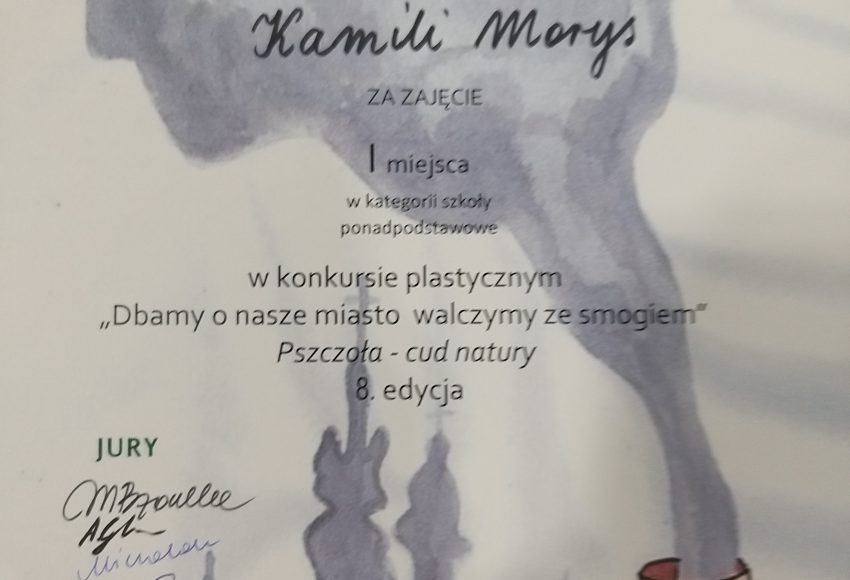 Kamili Morys
ZA ZAJĘCIE
I miejsca
w kategorii szkoły
ponadpodstawowe
w konkursie plastycznym
„Dbamy o nasze miasto walczymy ze smogiem”
Pszczoła - cud natury
8. edycja
JURY